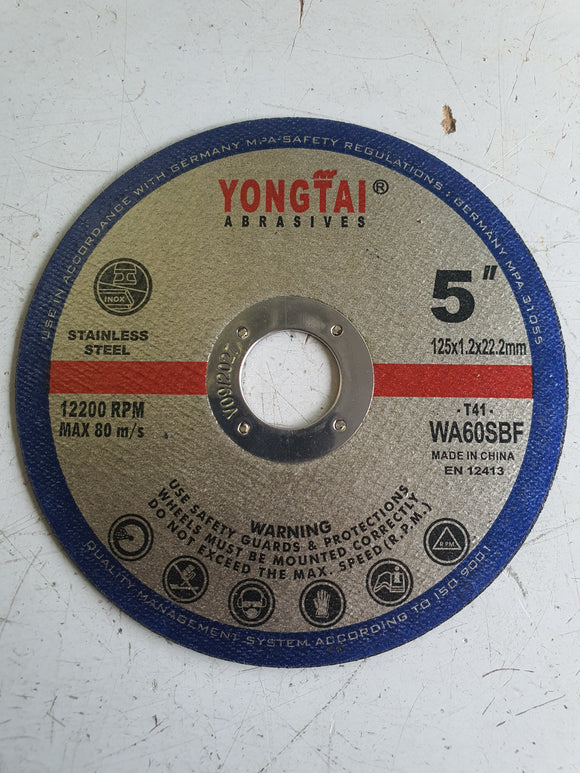 USE IN ACCORDANCE WITH GERMANY MPA-SAFETY REGULATIONS : GERMANY MPA 31055
YONGTAI®
ABRASIVES
INOX
STAINLESS
STEEL
5"
125x1.2x22.2mm
V09/2027
12200 RPM
MAX 80 m/s
- T41 -
WA60SBF
MADE IN CHINA
EN 12413
WARNING
USE SAFETY GUARDS & PROTECTIONS
WHEELS MUST BE MOUNTED CORRECTLY
DO NOT EXCEED THE MAX. SPEED (R.P.M.)
R.P.M.
QUALITY MANAGEMENT SYSTEM ACCORDING TO ISO 9001